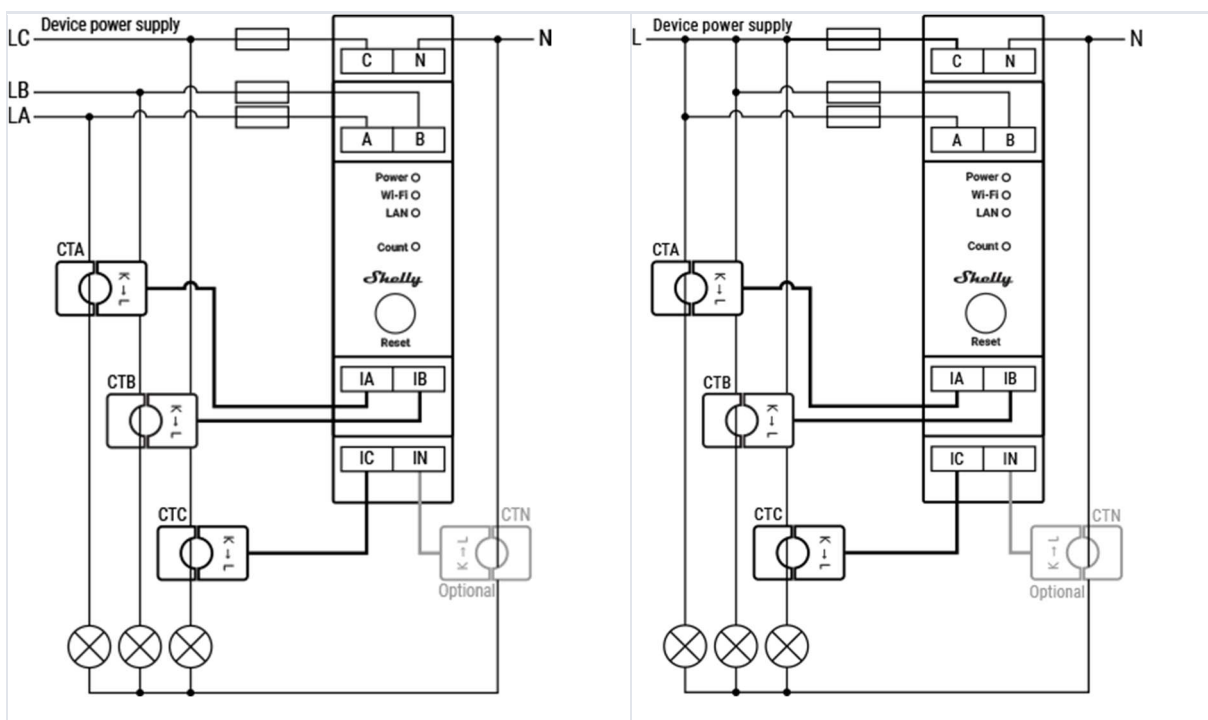 Device power supply
LC
N
C N
LB
LA
A B
Power
Wi-Fi
LAN
Count
Shelly
Reset
CTA
K→L
CTB
K→L
IA IB
IC IN
CTC
K→L
CTN
K→L
Optional
Device power supply
L
N
C N
A B
Power
Wi-Fi
LAN
Count
Shelly
Reset
CTA
K→L
CTB
K→L
IA IB
IC IN
CTC
K→L
CTN
K→L
Optional